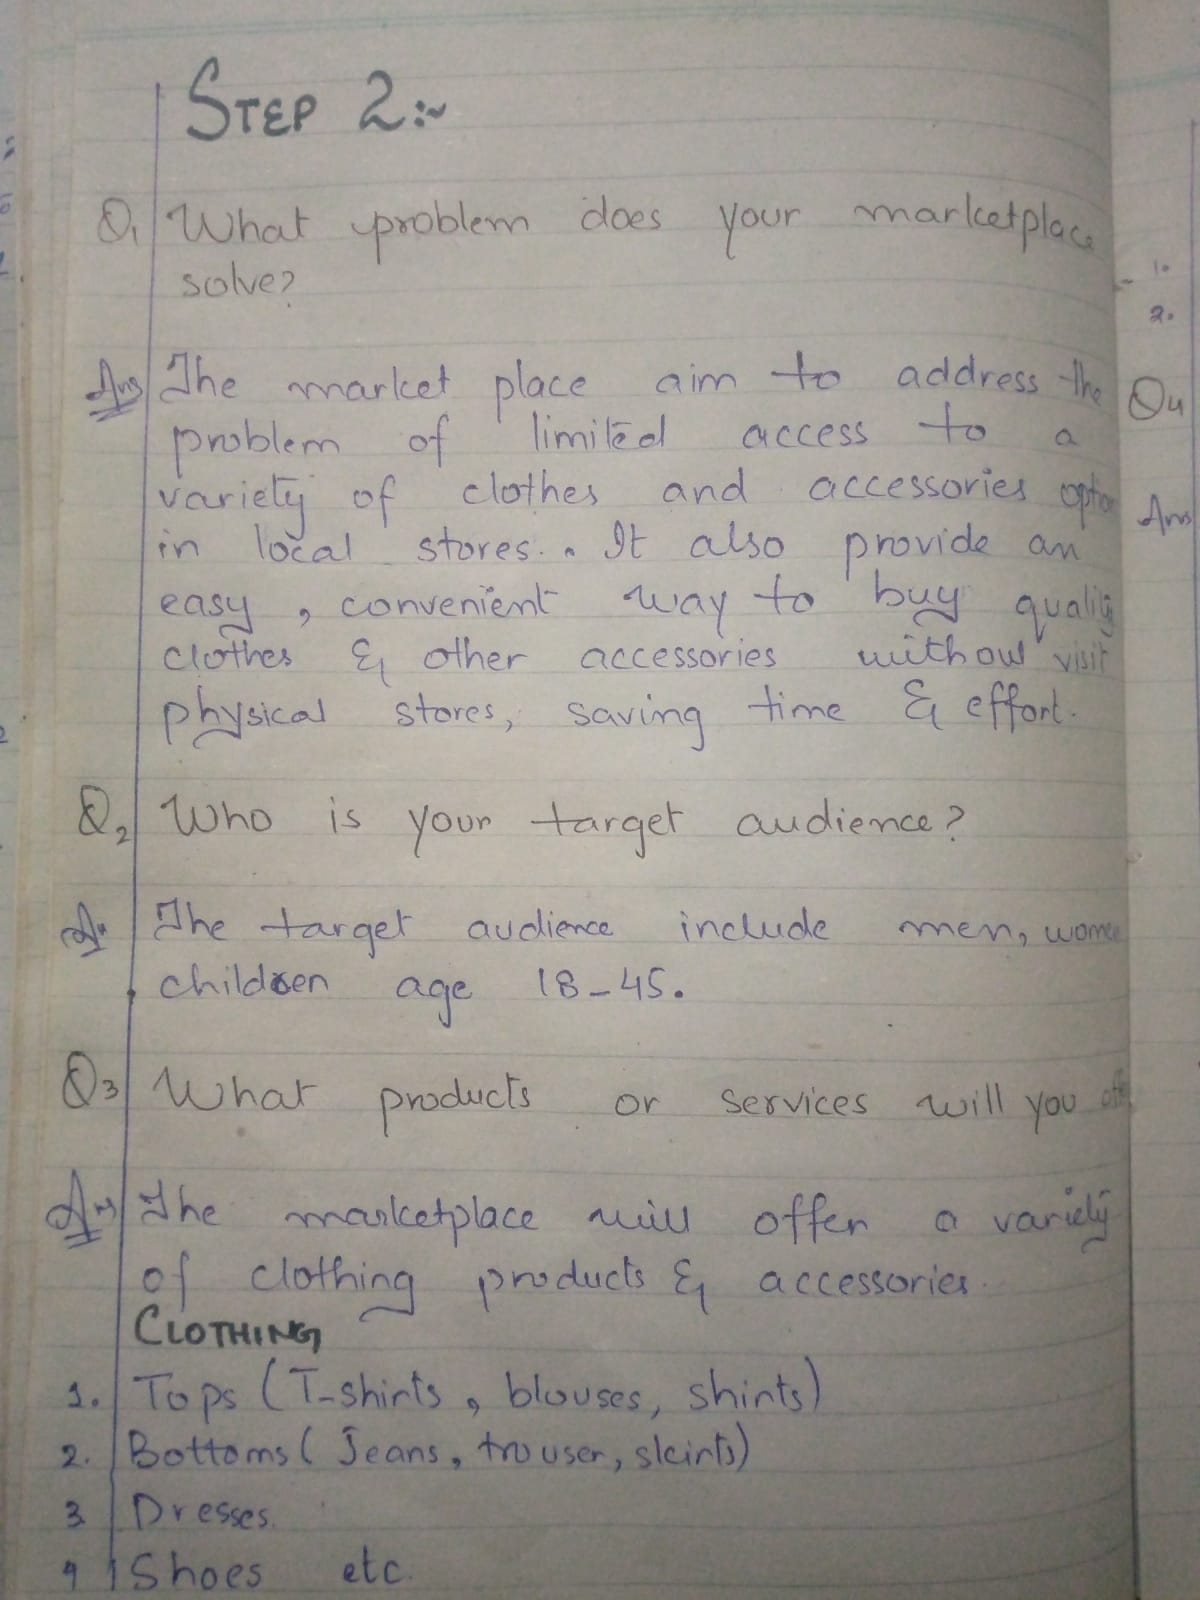 STEP 2:~
Q1 What problem does your marketplace
solve?
Ans The market place aim to address the
problem of limited access to a
variety of clothes and accessories
in local stores. It also provide an
easy, convenient way to buy quality
clothes & other accessories withou visit
physical stores, saving time & effort.
Q2 Who is your target audience?
A. The target audience include men, women
children age 18-45.
Q3 What products or services will you
Ans The marketplace will offer a variety
of clothing products & accessories.
CLOTHING
1. Tops (T-shirts, blouses, shirts)
2. Bottoms (Jeans, trouser, skirts)
3 Dresses.
4 Shoes etc.
1.
2.
Q4
Ans